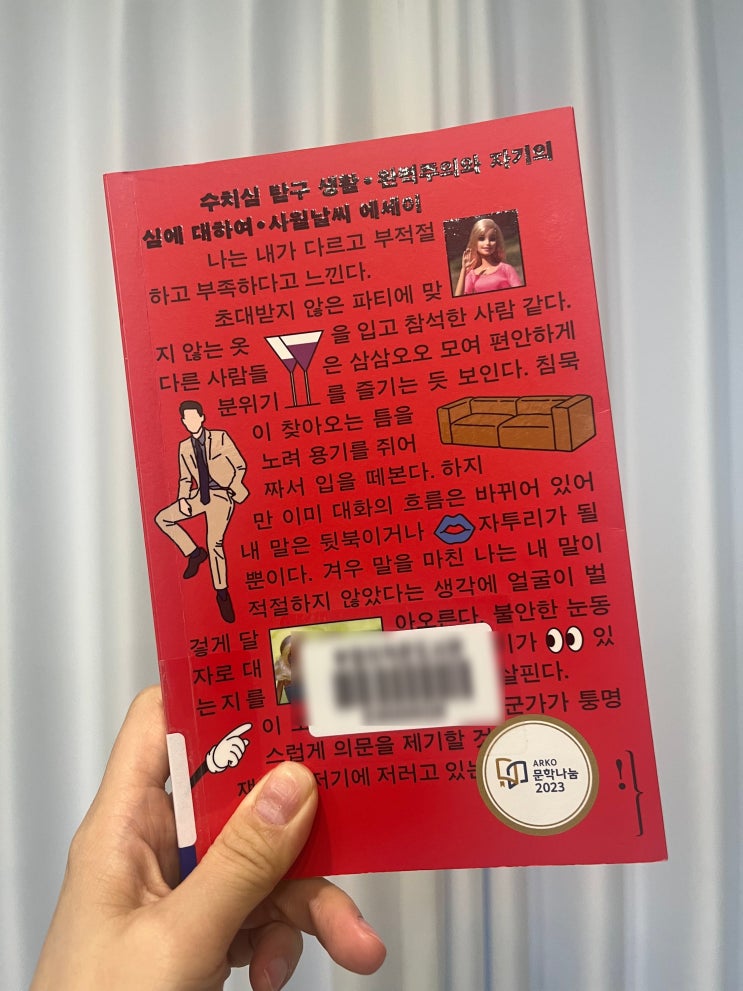 수치심 탐구 생활•완벽주의와 자기의
심에 대하여•사월날씨 에세이
나는 내가 다르고 부적절
하고 부족하다고 느낀다.
초대받지 않은 파티에 맞
지 않는 옷 을 입고 참석한 사람 같다.
다른 사람들 은 삼삼오오 모여 편안하게
분위기 를 즐기는 듯 보인다. 침묵
이 찾아오는 틈을
노려 용기를 쥐어
짜서 입을 떼본다. 하지
만 이미 대화의 흐름은 바뀌어 있어
내 말은 뒷북이거나 자투리가 될
뿐이다. 겨우 말을 마친 나는 내 말이
적절하지 않았다는 생각에 얼굴이 벌
겋게 달 아오른다. 불안한 눈동
자로 대 가 있
는지를 살핀다.
이 군가가 퉁명
스럽게 의문을 제기할
저기에 저러고 있는
!}
ARKO
문학나눔
2023